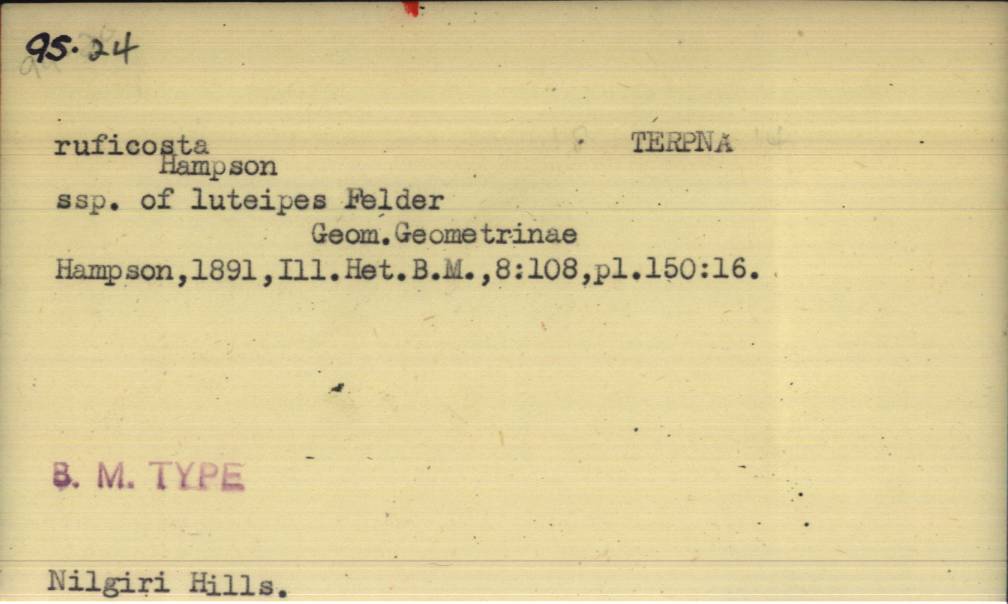 95.24
ruficosta TERPNA
Hampson
ssp. of luteipes Felder
Geom.Geometrinae
Hampson,1891,Ill.Het.B.M.,8:108,pl.150:16.
B. M. TYPE
Nilgiri Hills.